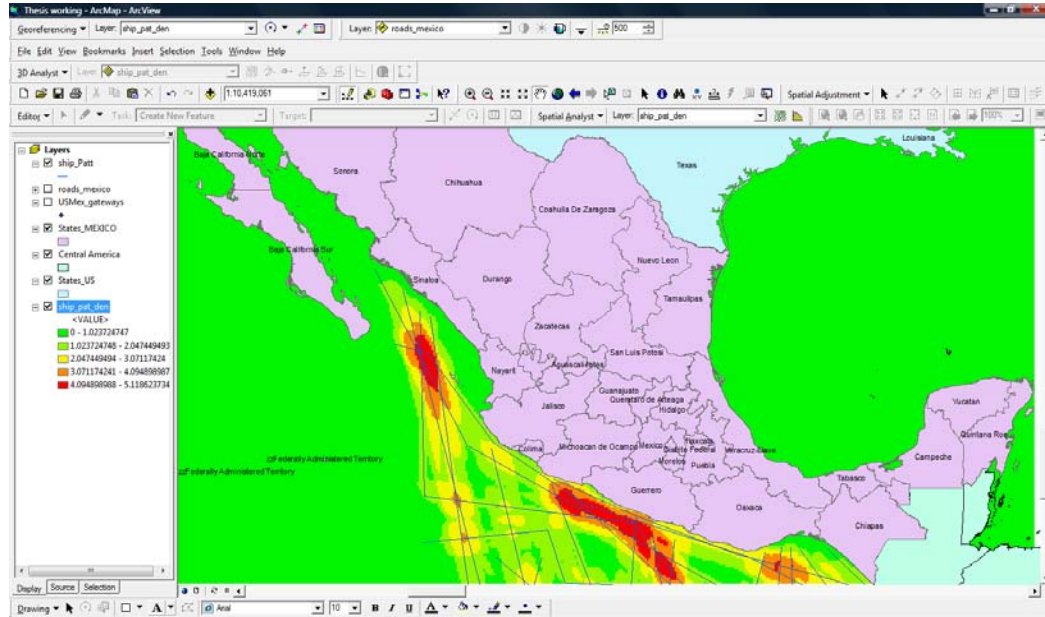 Thesis working - ArcMap - ArcView
Georeferencing Layer: ship_pat_den Layer: roads_mexico 500
File Edit View Bookmarks Insert Selection Tools Window Help
3D Analyst Layer: ship_pat_den
1:10,419,061 Spatial Adjustment
Editor Task: Create New Feature Target: Spatial Analyst Layer: ship_pat_den 100%
Layers
ship_Patt
roads_mexico
USMex_gateways
States_MEXICO
Central America
States_US
ship_pat_den
<VALUE>
0 - 1.023724747
1.023724748 - 2.047449493
2.047449494 - 3.07117424
3.071174241 - 4.094898987
4.094898988 - 5.118623734
Display Source Selection
Drawing Arial 10 B I U A
Baja California Norte
Sonora
Chihuahua
Texas
Louisiana
Coahuila De Zaragoza
Baja California Sur
Sinaloa
Durango
Nuevo Leon
Tamaulipas
Zacatecas
San Luis Potosi
Nayarit
Aguascalientes
Guanajuato
Queretaro de Arteaga
Hidalgo
Jalisco
Colima
Michoacan de Ocampo
Mexico
Tlaxcala
Distrito Federal
Morelos
Puebla
Veracruz-Llave
Yucatan
Quintana Roo
Campeche
Tabasco
Guerrero
Oaxaca
Chiapas
zzFederally Administered Territory
zzFederally Administered Territory